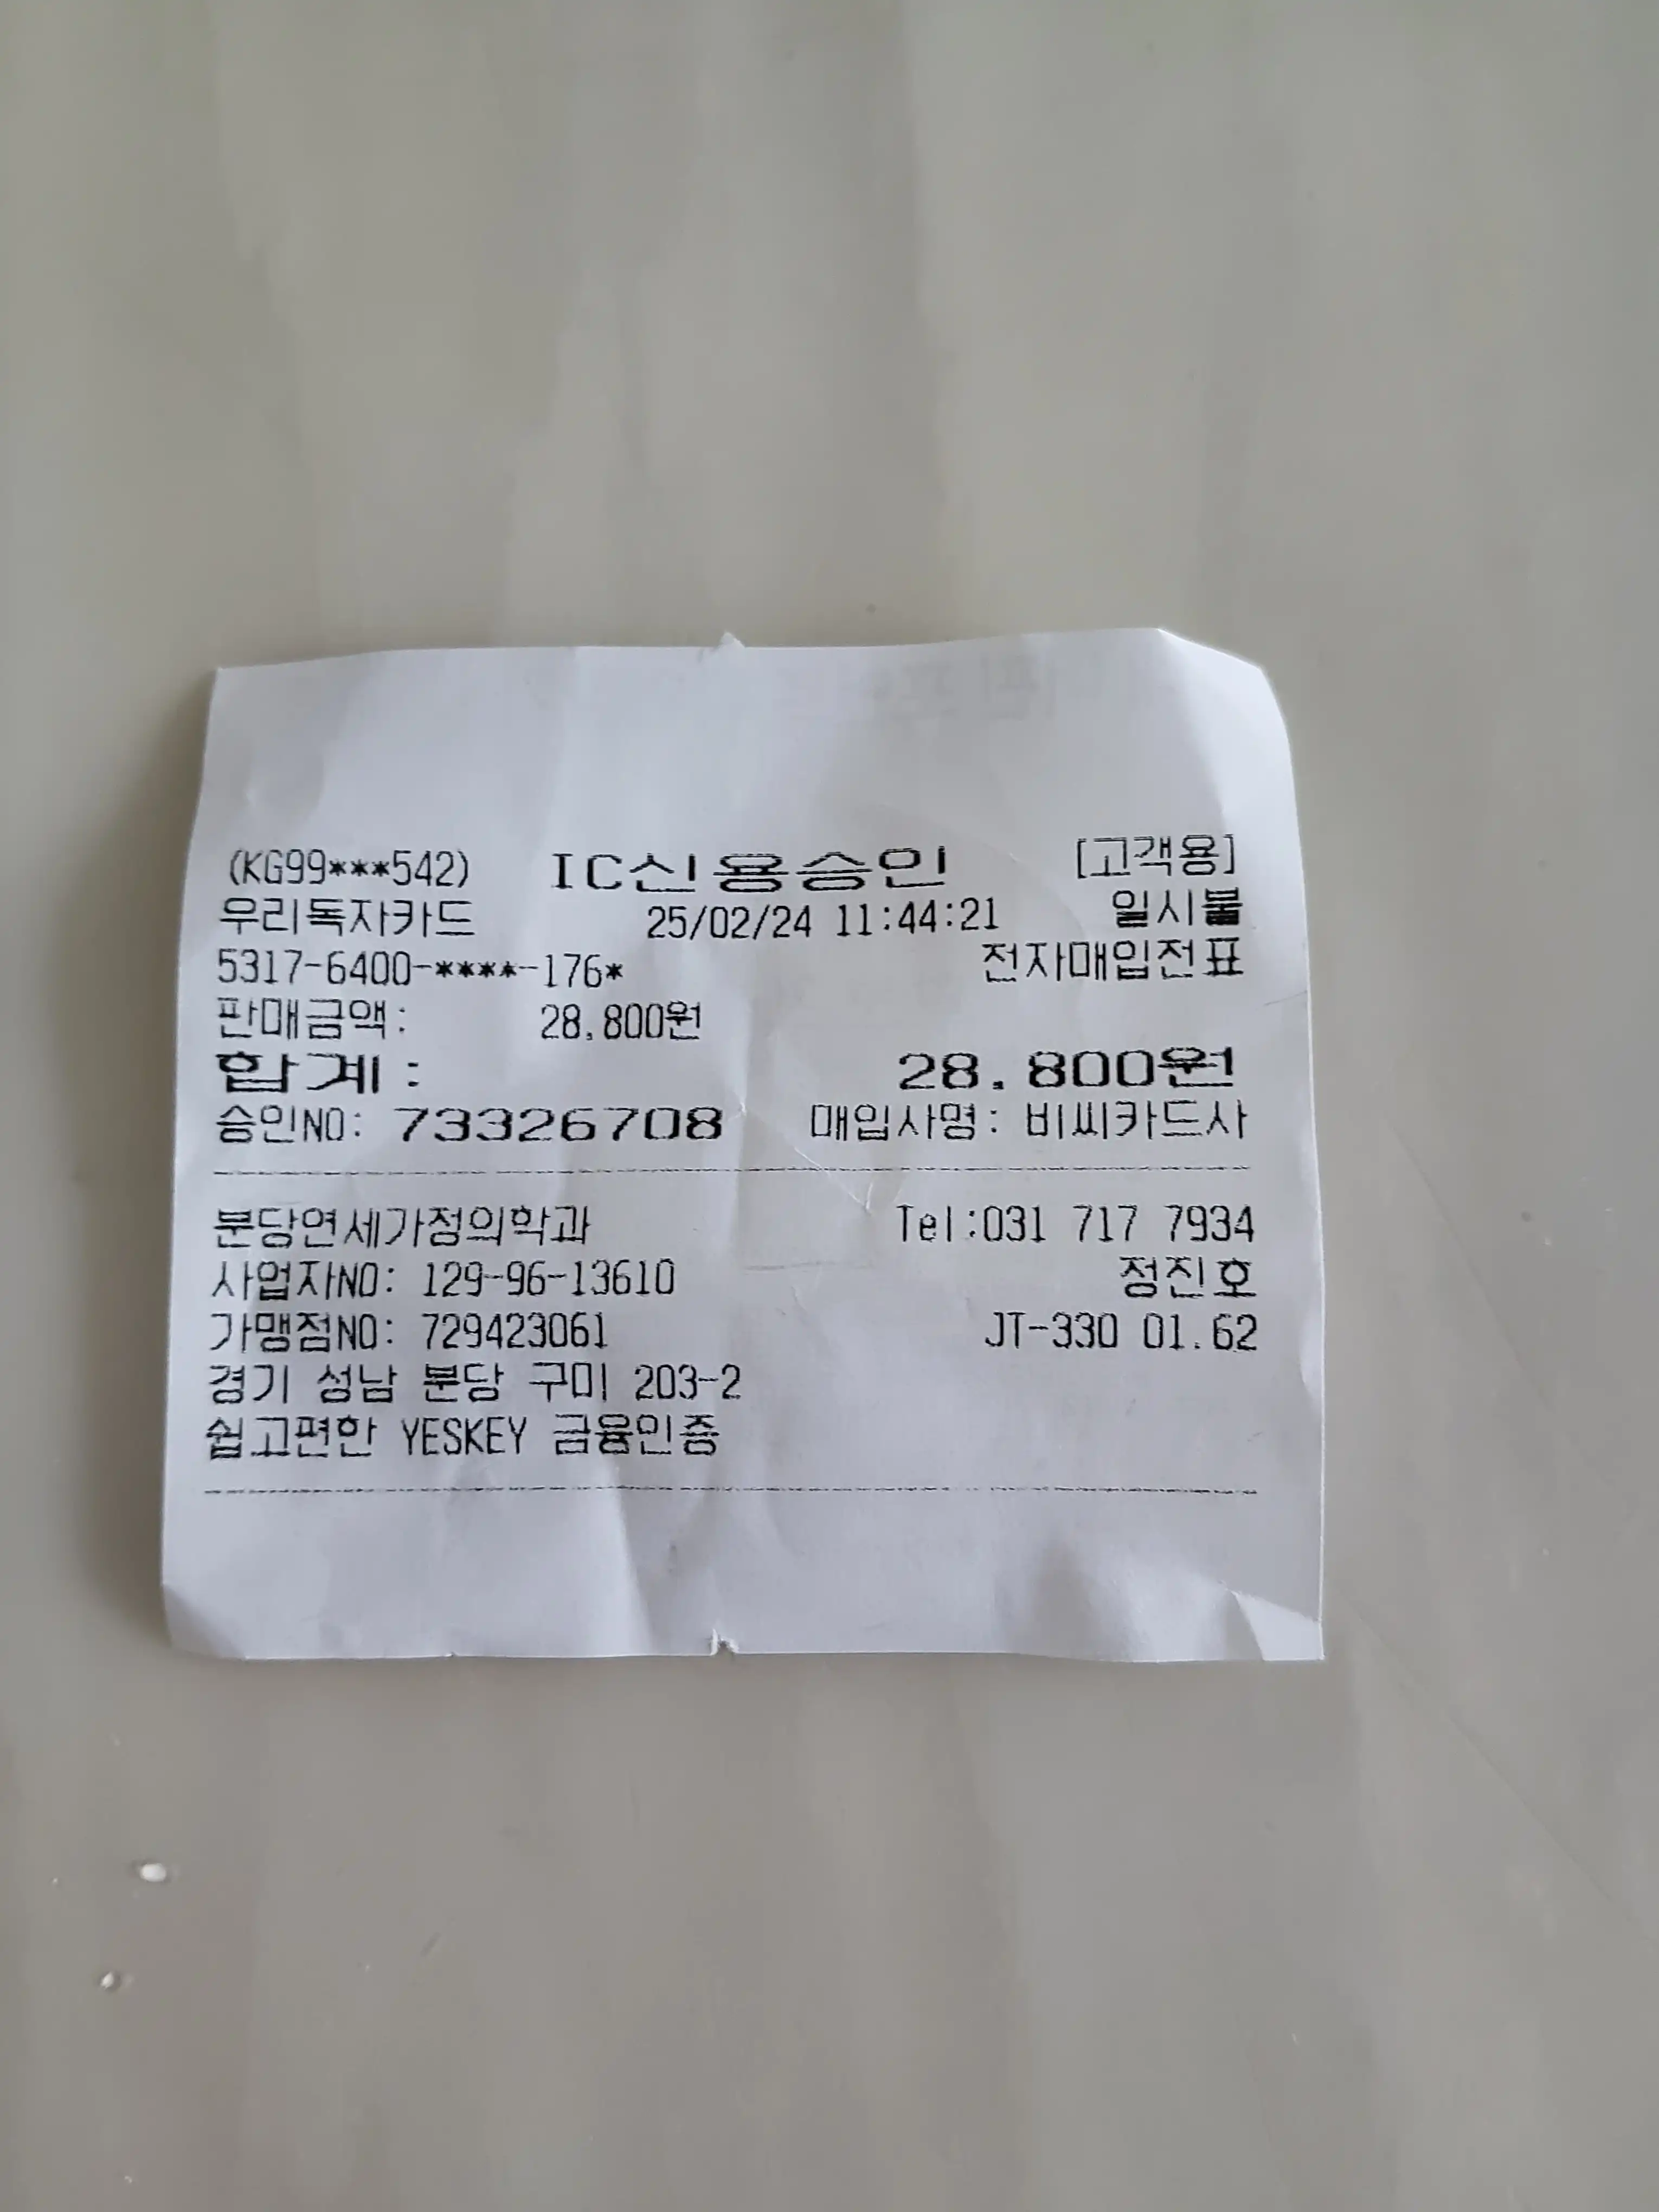 (KG99***542) IC신용승인 [고객용]
우리독자카드 25/02/24 11:44:21 일시불
5317-6400-****-176* 전자매입전표
판매금액: 28,800원
합계: 28,800원
승인NO: 73326708 매입사명: 비씨카드사
분당연세가정의학과 Tel:031 717 7934
사업자NO: 129-96-13610 정진호
가맹점NO: 729423061 JT-330 01.62
경기 성남 분당 구미 203-2
쉽고편한 YESKEY 금융인증